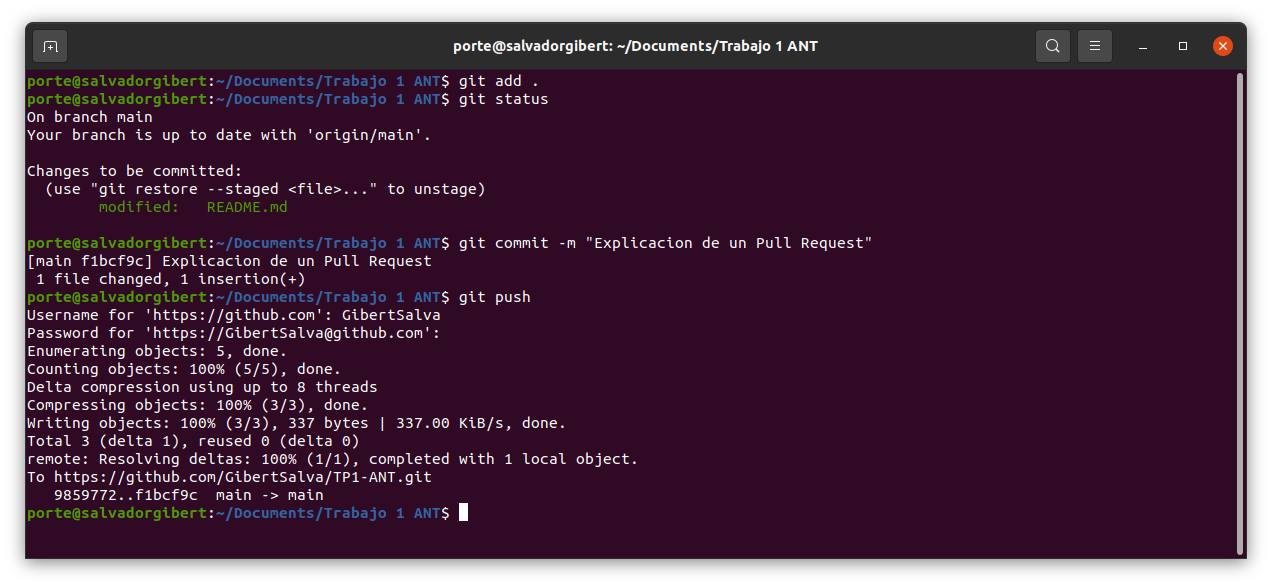 porte@salvadorgibert: ~/Documents/Trabajo 1 ANT
porte@salvadorgibert:~/Documents/Trabajo 1 ANT$ git add .
porte@salvadorgibert:~/Documents/Trabajo 1 ANT$ git status
On branch main
Your branch is up to date with 'origin/main'.

Changes to be committed:
  (use "git restore --staged <file>..." to unstage)
        modified:   README.md

porte@salvadorgibert:~/Documents/Trabajo 1 ANT$ git commit -m "Explicacion de un Pull Request"
[main f1bcf9c] Explicacion de un Pull Request
 1 file changed, 1 insertion(+)
porte@salvadorgibert:~/Documents/Trabajo 1 ANT$ git push
Username for 'https://github.com': GibertSalva
Password for 'https://GibertSalva@github.com':
Enumerating objects: 5, done.
Counting objects: 100% (5/5), done.
Delta compression using up to 8 threads
Compressing objects: 100% (3/3), done.
Writing objects: 100% (3/3), 337 bytes | 337.00 KiB/s, done.
Total 3 (delta 1), reused 0 (delta 0)
remote: Resolving deltas: 100% (1/1), completed with 1 local object.
To https://github.com/GibertSalva/TP1-ANT.git
   9859772..f1bcf9c  main -> main
porte@salvadorgibert:~/Documents/Trabajo 1 ANT$